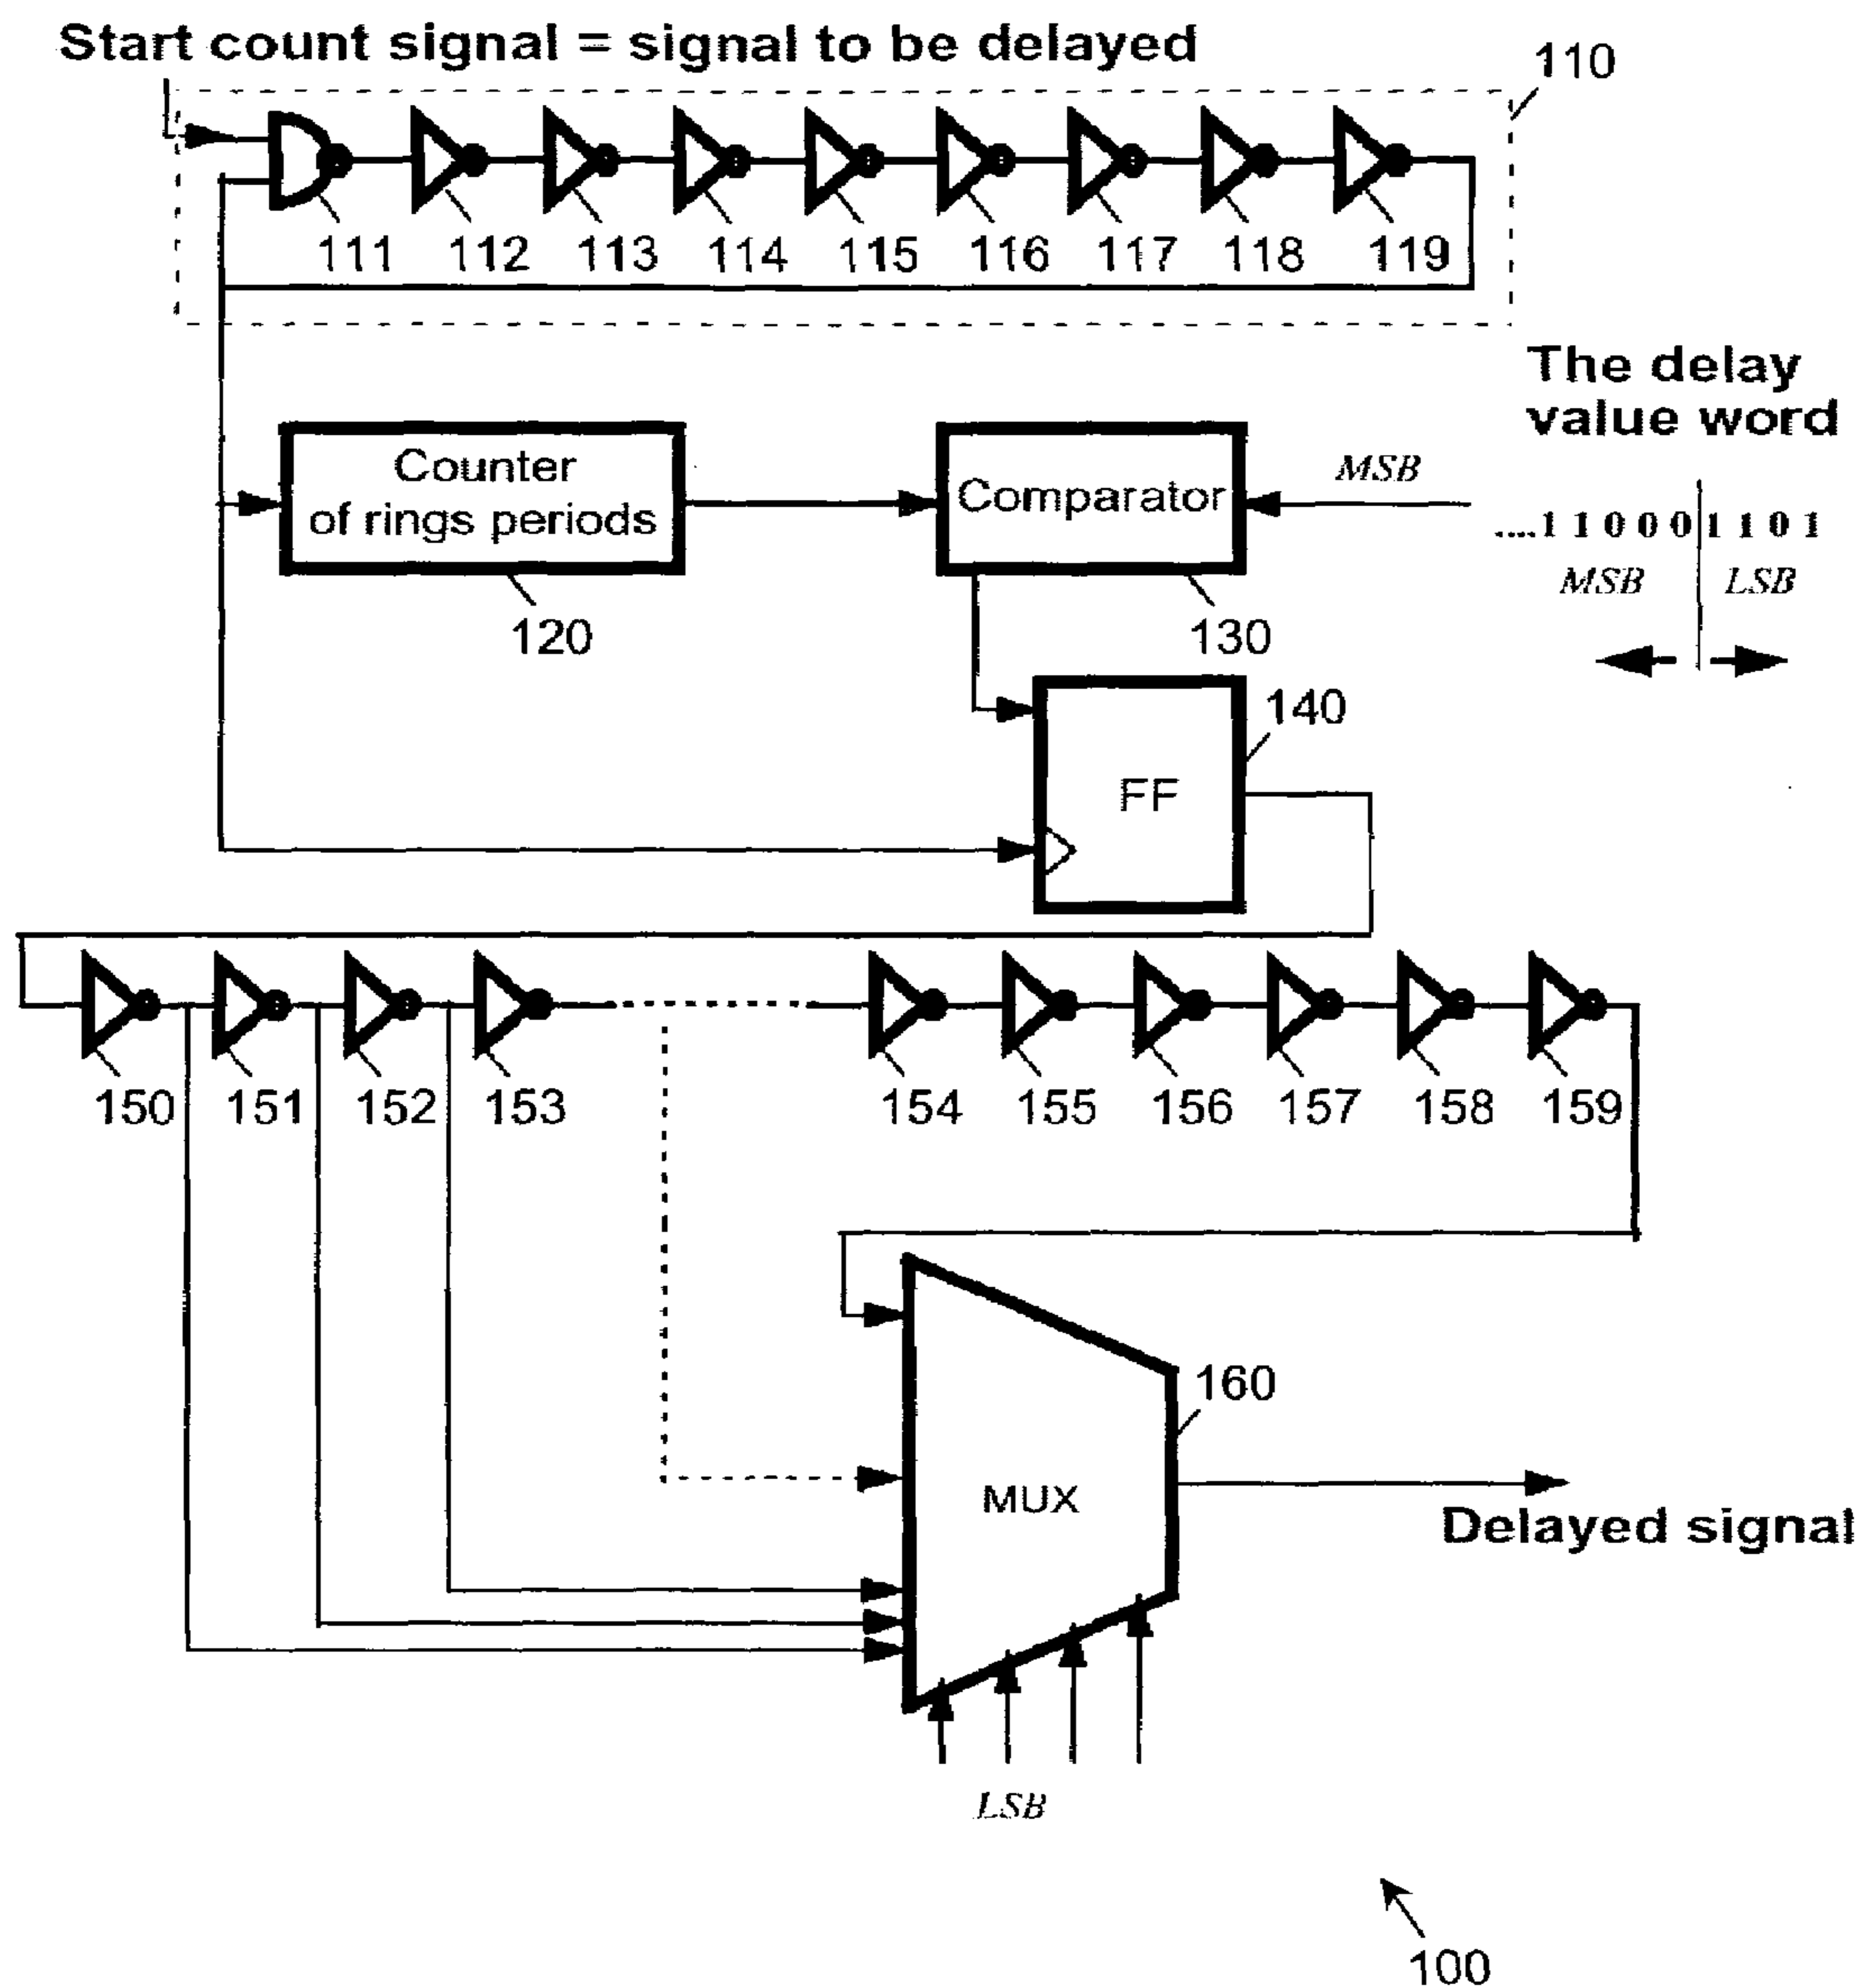 Start count signal = signal to be delayed
110
111 112 113 114 115 116 117 118 119
The delay
value word
Counter
of rings periods
Comparator
MSB
....1 1 0 0 0 1 1 0 1
MSB LSB
120
130
140
FF
150 151 152 153 154 155 156 157 158 159
160
MUX
Delayed signal
LSB
100